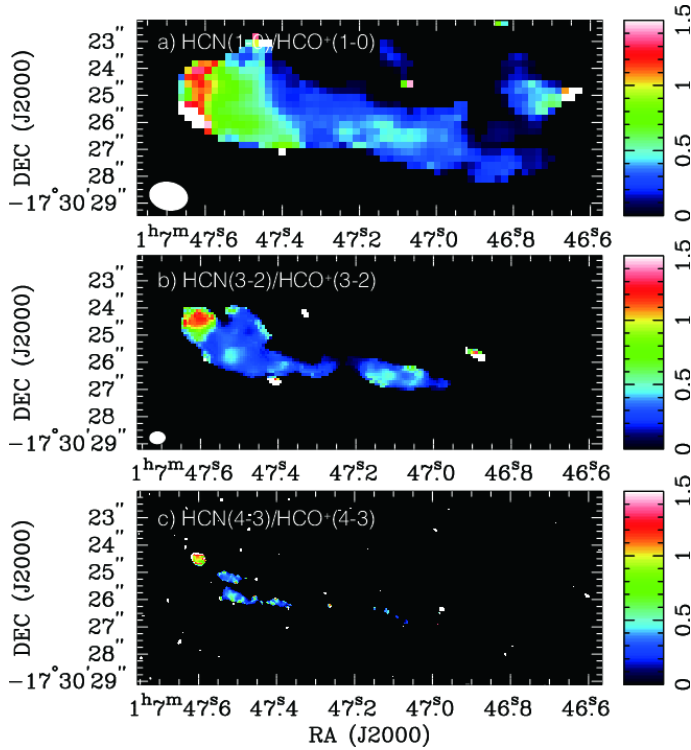 a) HCN(1-0)/HCO⁺(1-0)
DEC (J2000)
23″
24″
25″
26″
27″
28″
−17°30′29″
1ʰ7ᵐ47ˢ.6 47ˢ.4 47ˢ.2 47ˢ.0 46ˢ.8 46ˢ.6
0 0.5 1 1.5
b) HCN(3-2)/HCO⁺(3-2)
DEC (J2000)
23″
24″
25″
26″
27″
28″
−17°30′29″
1ʰ7ᵐ47ˢ.6 47ˢ.4 47ˢ.2 47ˢ.0 46ˢ.8 46ˢ.6
0 0.5 1 1.5
c) HCN(4-3)/HCO⁺(4-3)
DEC (J2000)
23″
24″
25″
26″
27″
28″
−17°30′29″
1ʰ7ᵐ47ˢ.6 47ˢ.4 47ˢ.2 47ˢ.0 46ˢ.8 46ˢ.6
0 0.5 1 1.5
RA (J2000)